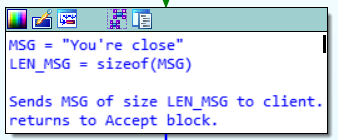 MSG = "You're close"
LEN_MSG = sizeof(MSG)
Sends MSG of size LEN_MSG to client.
returns to Accept block.